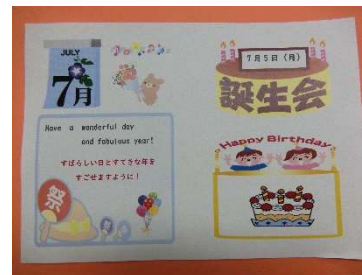 JULY
7月
Have a wonderful day
and fabulous year!
すばらしい日とすてきな年を
すごせますように！
祭
7月5日（月）
誕生会
Happy Birthday